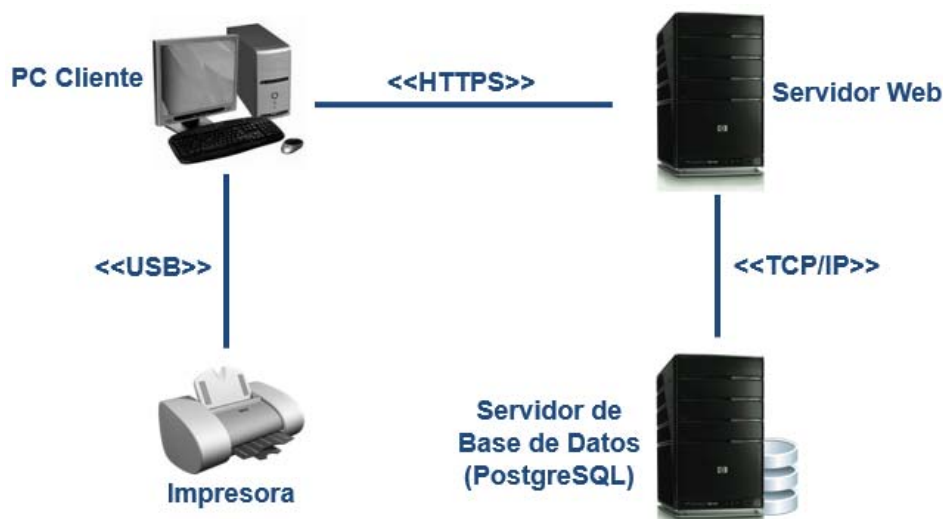 PC Cliente
<<HTTPS>>
Servidor Web
<<USB>>
<<TCP/IP>>
Impresora
Servidor de
Base de Datos
(PostgreSQL)